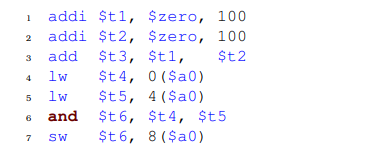 1 addi $t1, $zero, 100
2 addi $t2, $zero, 100
3 add $t3, $t1, $t2
4 lw $t4, 0($a0)
5 lw $t5, 4($a0)
6 and $t6, $t4, $t5
7 sw $t6, 8($a0)